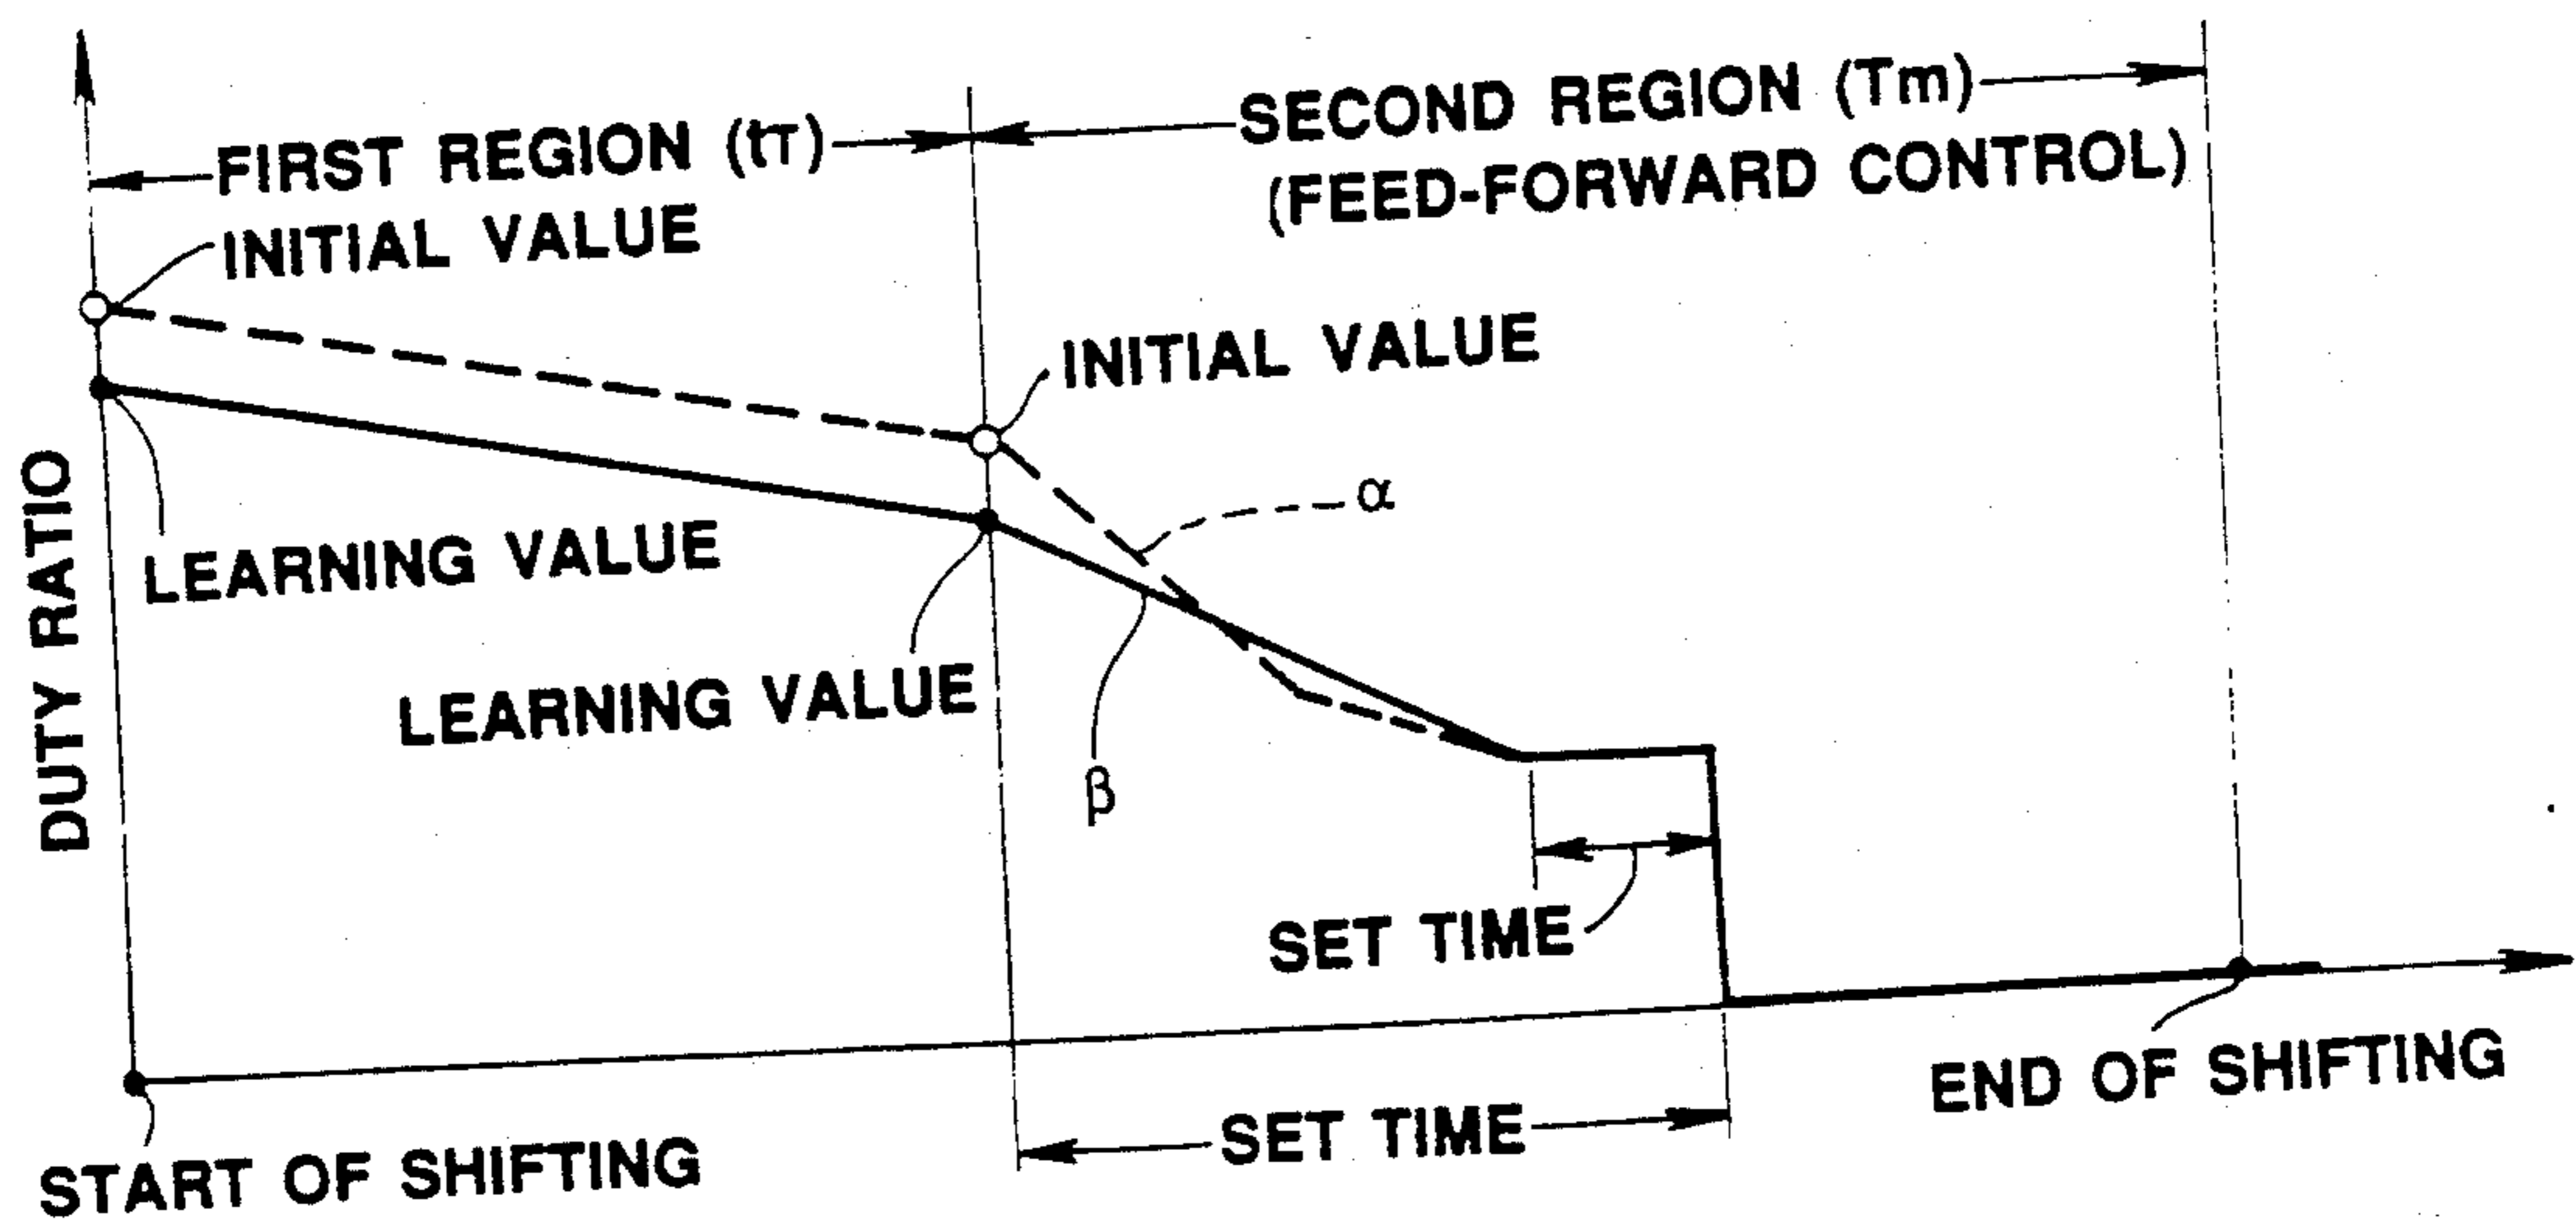 FIRST REGION (tT)
SECOND REGION (Tm)
(FEED-FORWARD CONTROL)
INITIAL VALUE
INITIAL VALUE
α
LEARNING VALUE
LEARNING VALUE
β
DUTY RATIO
SET TIME
SET TIME
END OF SHIFTING
START OF SHIFTING